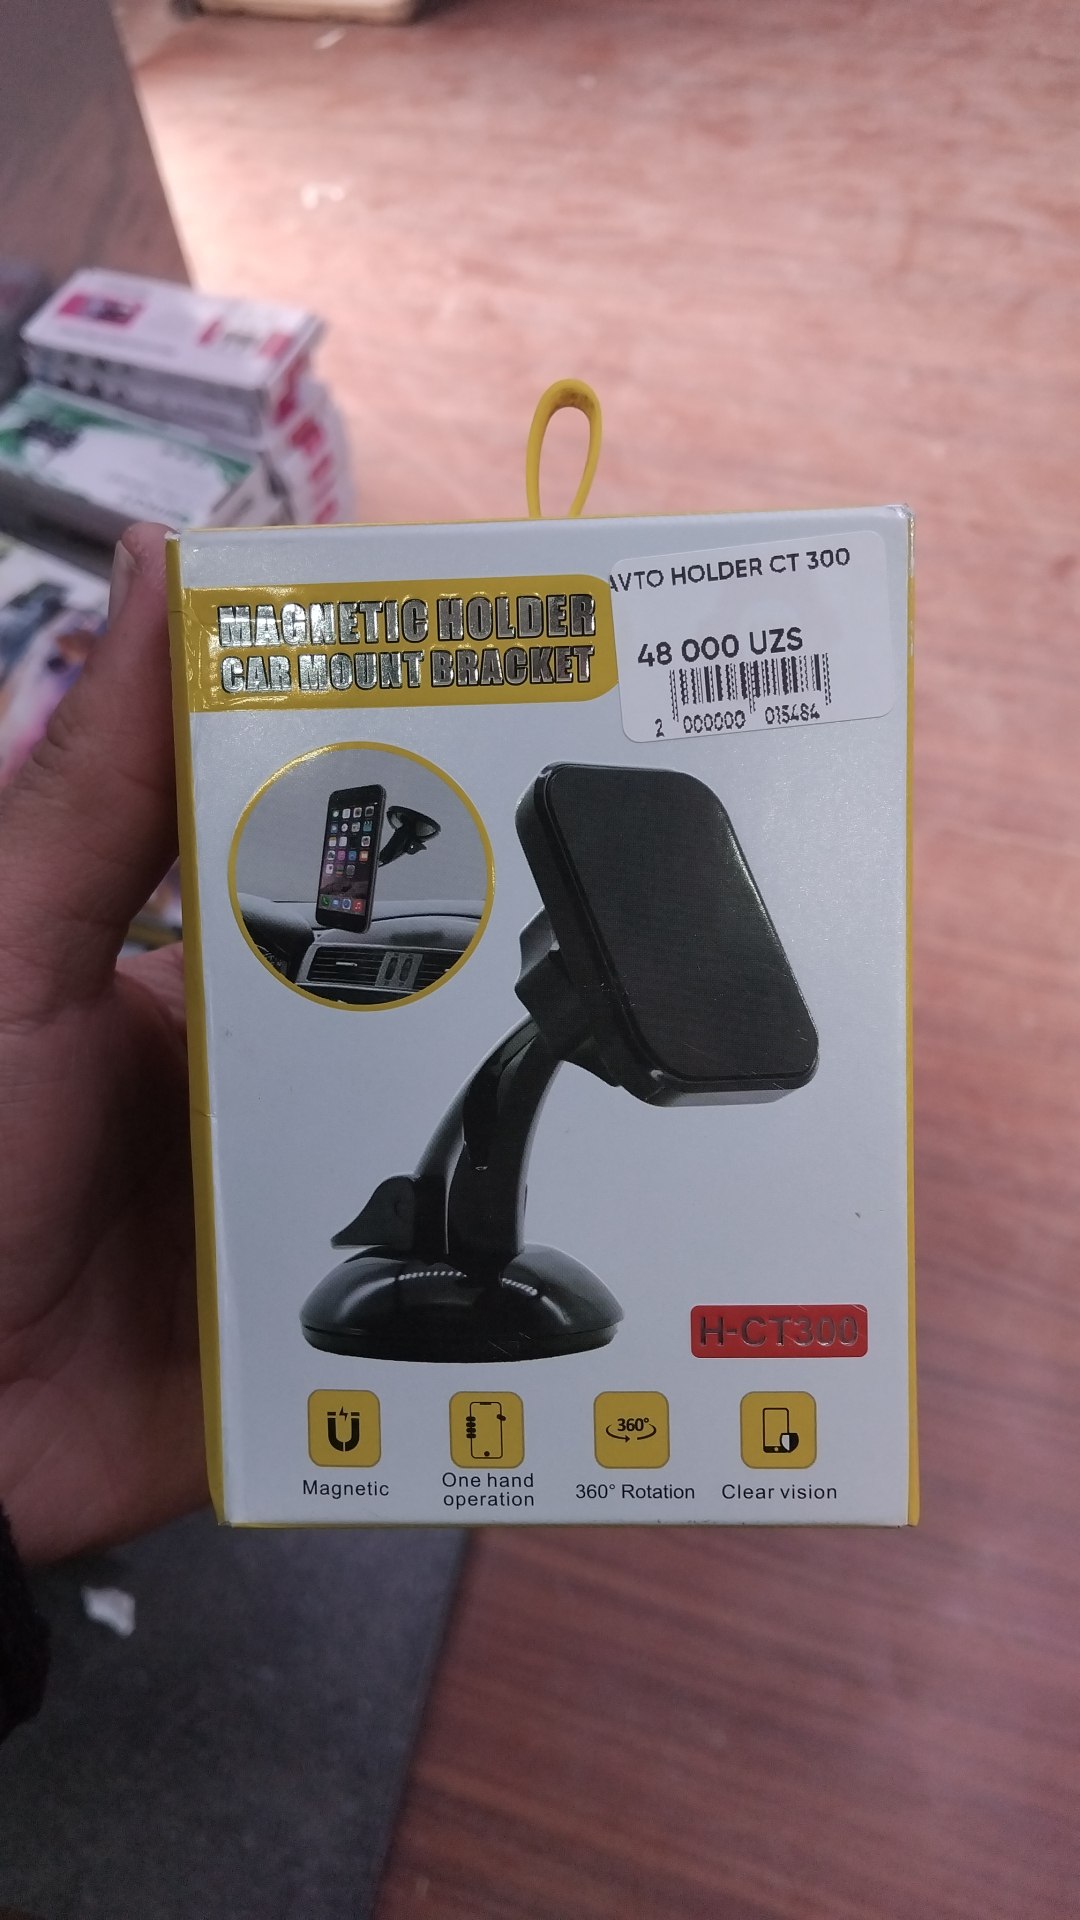 AVTO HOLDER CT 300
48 000 UZS
2 000000 015484
MAGNETIC HOLDER
CAR MOUNT BRACKET
H-CT300
360°
Magnetic
One hand
operation
360° Rotation
Clear vision